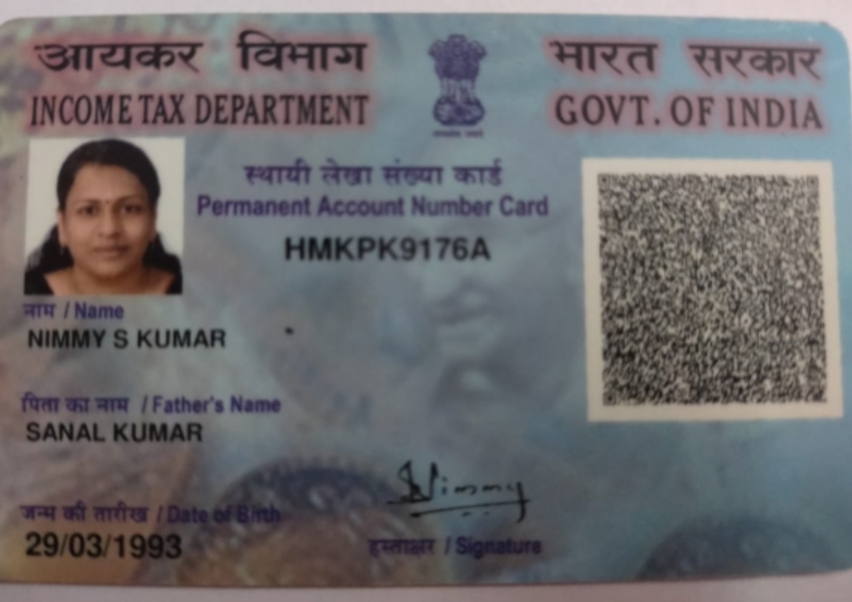 आयकर विभाग
INCOME TAX DEPARTMENT
भारत सरकार
GOVT. OF INDIA
स्थायी लेखा संख्या कार्ड
Permanent Account Number Card
HMKPK9176A
नाम / Name
NIMMY S KUMAR
पिता का नाम / Father's Name
SANAL KUMAR
जन्म की तारीख / Date of Birth
29/03/1993
Nimmy
हस्ताक्षर / Signature